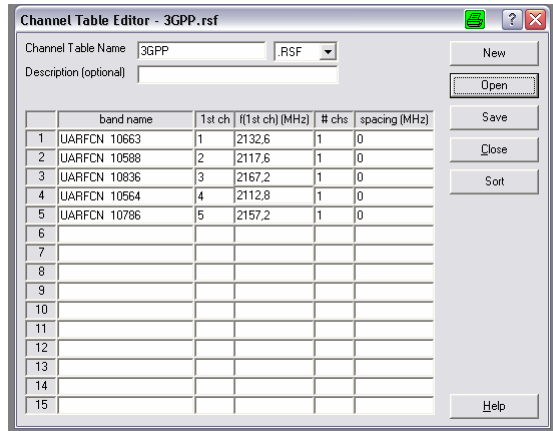 Channel Table Editor - 3GPP.rsf
Channel Table Name 3GPP .RSF New
Description (optional) Open
band name 1st ch f(1st ch) (MHz) # chs spacing (MHz) Save
1 UARFCN 10663 1 2132,6 1 0
2 UARFCN 10588 2 2117,6 1 0 Close
3 UARFCN 10836 3 2167,2 1 0 Sort
4 UARFCN 10564 4 2112,8 1 0
5 UARFCN 10786 5 2157,2 1 0
6
7
8
9
10
11
12
13
14
15 Help